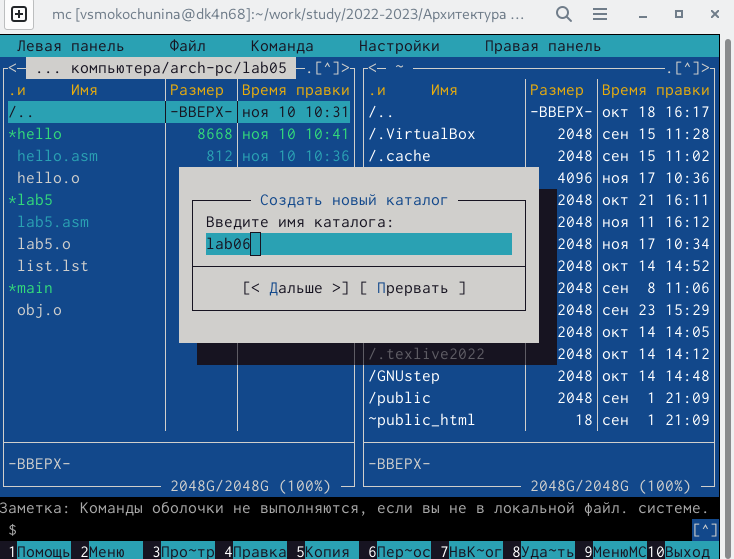 mc [vsmokochunina@dk4n68]:~/work/study/2022-2023/Архитектура ...
Левая панель Файл Команда Настройки Правая панель
<— ... компьютера/arch-pc/lab05 —.[^]> <— ~ —.[^]>
.и Имя Размер Время правки .и Имя Размер Время правки
/.. -ВВЕРХ- ноя 10 10:31 /.. -ВВЕРХ- окт 18 16:17
*hello 8668 ноя 10 10:41 /.VirtualBox 2048 сен 15 11:28
hello.asm 812 ноя 10 10:36 /.cache 2048 сен 15 11:02
hello.o 4096 ноя 17 10:36
*lab5 Создать новый каталог 2048 окт 21 16:11
lab5.asm Введите имя каталога: 2048 ноя 11 16:12
lab5.o lab06 2048 ноя 17 10:34
list.lst 2048 окт 14 14:52
*main [< Дальше >] [ Прервать ] 2048 сен 8 11:06
obj.o 2048 сен 23 15:29
2048 окт 14 14:05
/.texlive2022 2048 окт 14 14:12
/GNUstep 2048 окт 14 14:48
/public 2048 сен 1 21:09
~public_html 18 сен 1 21:09
-ВВЕРХ- -ВВЕРХ-
2048G/2048G (100%) 2048G/2048G (100%)
Заметка: Команды оболочки не выполняются, если вы не в локальной файл. системе.
$ [^]
1Помощь 2Меню 3Про~тр 4Правка 5Копия 6Пер~ос 7НвК~ог 8Уда~ть 9МенюMC 10Выход